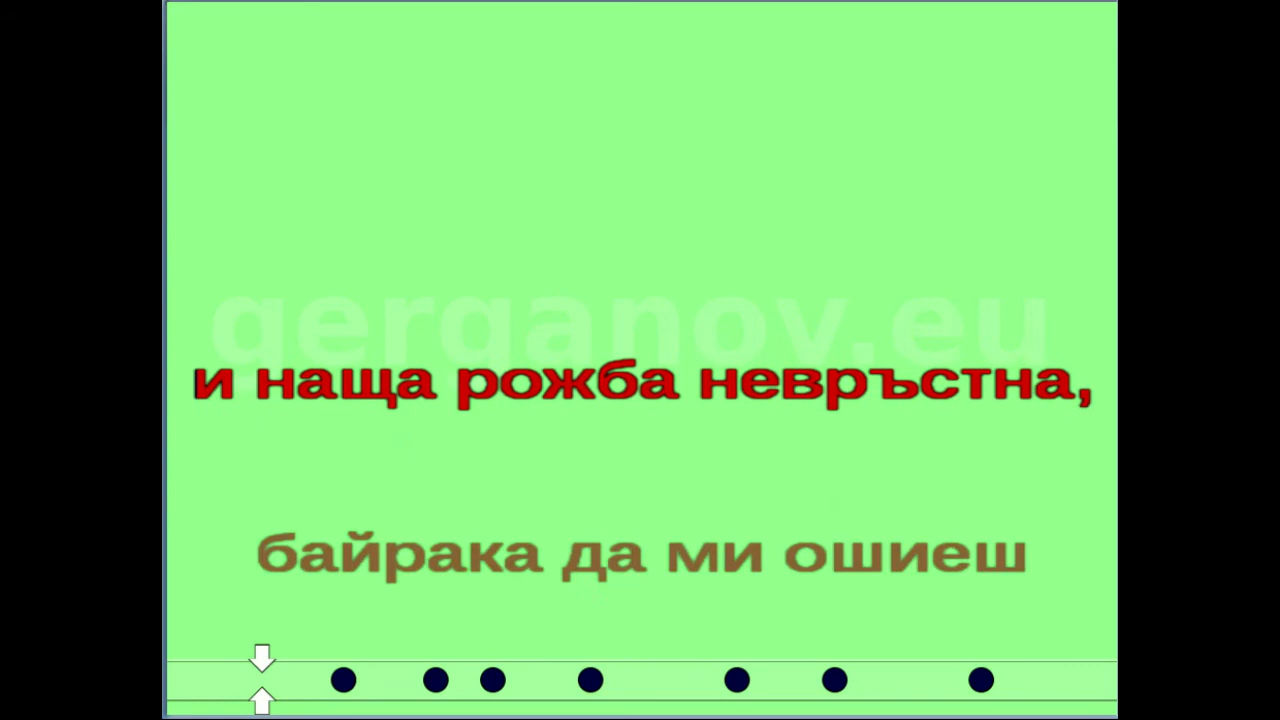 gerganov.eu
и наща рожба невръстна,
байрака да ми ошиеш